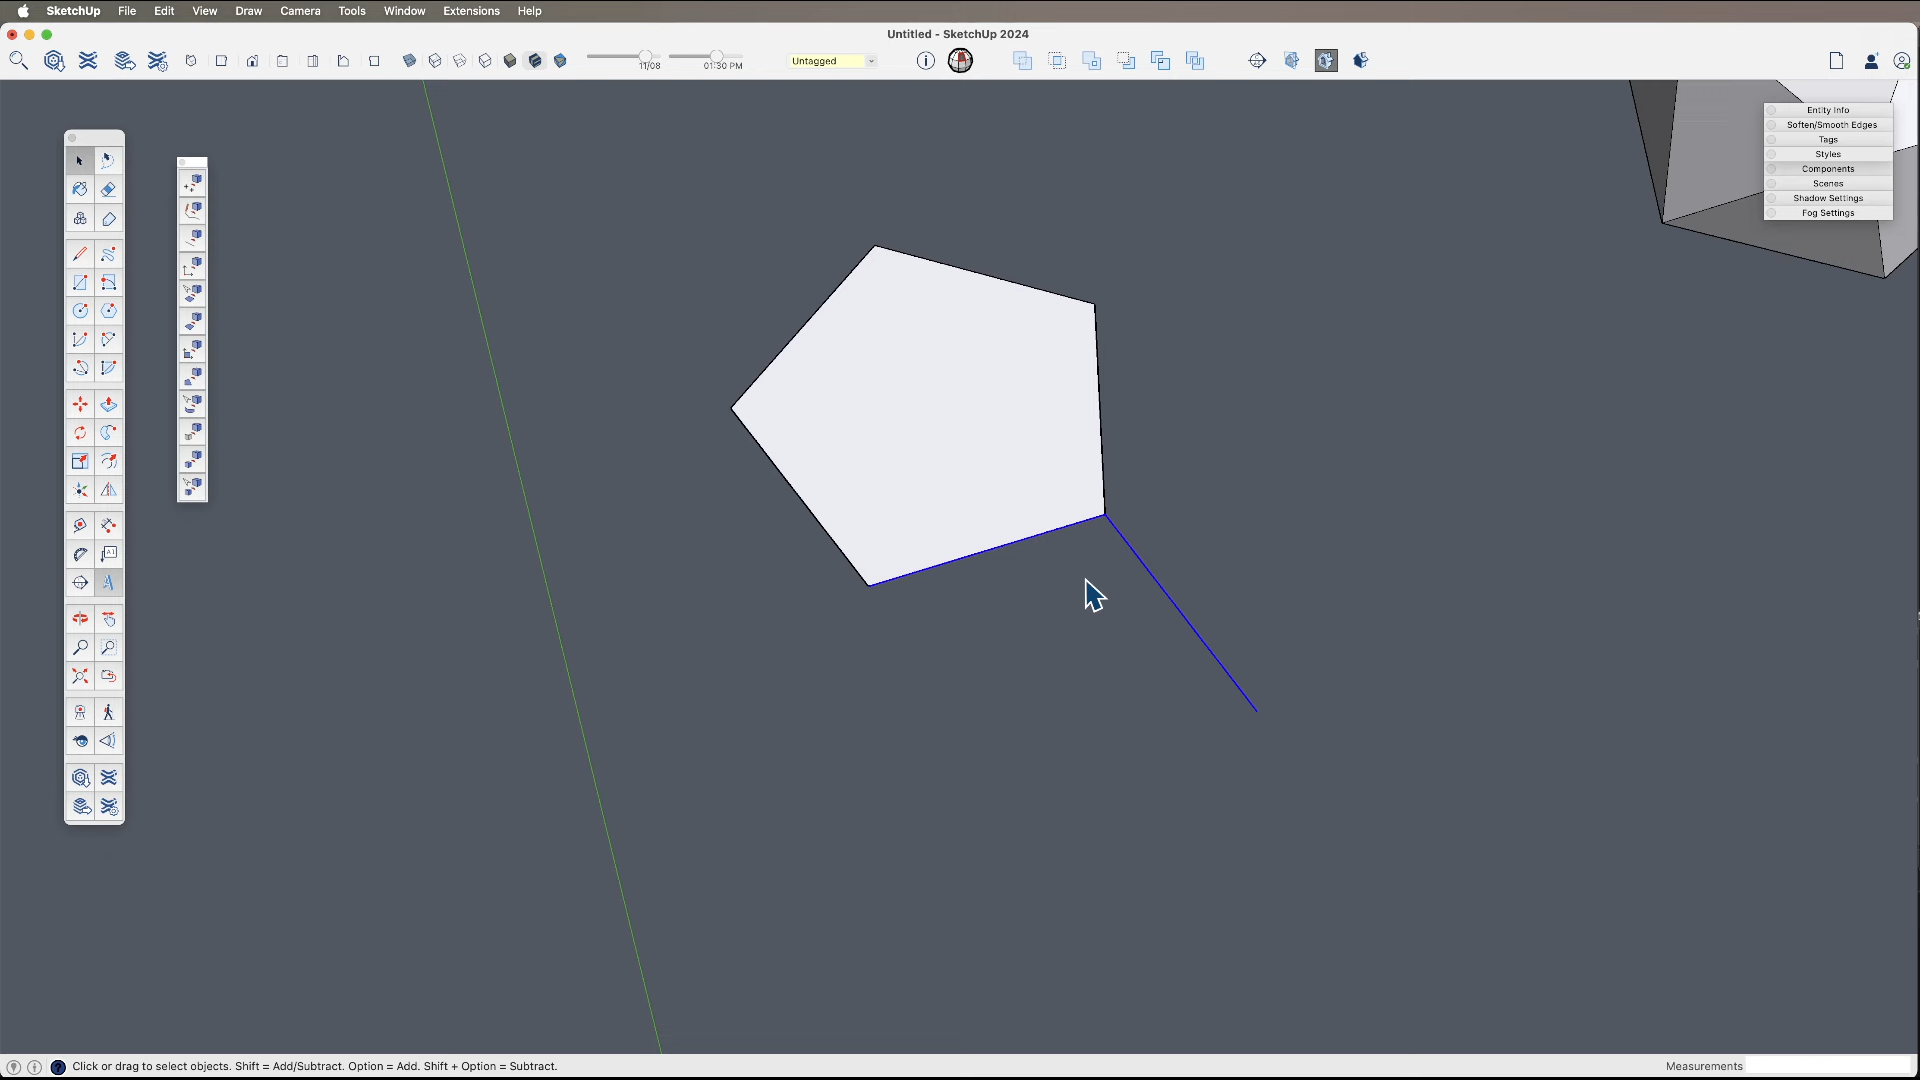 SketchUp File Edit View Draw Camera Tools Window Extensions Help
Untitled - SketchUp 2024
11/08 01:30 PM
Untagged
Entity Info
Soften/Smooth Edges
Tags
Styles
Components
Scenes
Shadow Settings
Fog Settings
A1
A
Click or drag to select objects. Shift = Add/Subtract. Option = Add. Shift + Option = Subtract.
Measurements